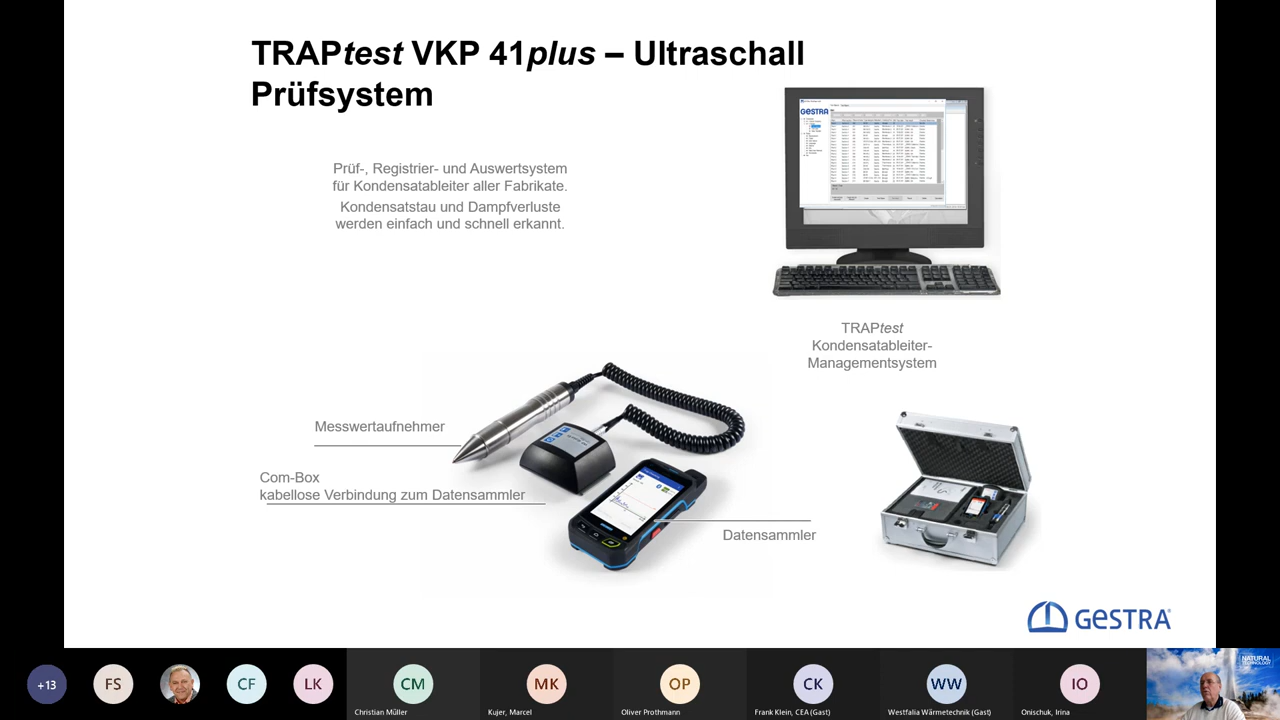 TRAPtest VKP 41plus – Ultraschall
Prüfsystem
Prüf-, Registrier- und Auswertsystem
für Kondensatableiter aller Fabrikate.
Kondensatstau und Dampfverluste
werden einfach und schnell erkannt.
GESTRA
TRAPtest
Kondensatableiter-
Managementsystem
Messwertaufnehmer
Com-Box
kabellose Verbindung zum Datensammler
Datensammler
GESTRA
+13
FS
CF
LK
CM
Christian Müller
MK
Kujer, Marcel
OP
Oliver Prothmann
CK
Frank Klein, CEA (Gast)
WW
Westfalia Wärmetechnik (Gast)
IO
Onischuk, Irina
NATURAL
TECHNOLOGY